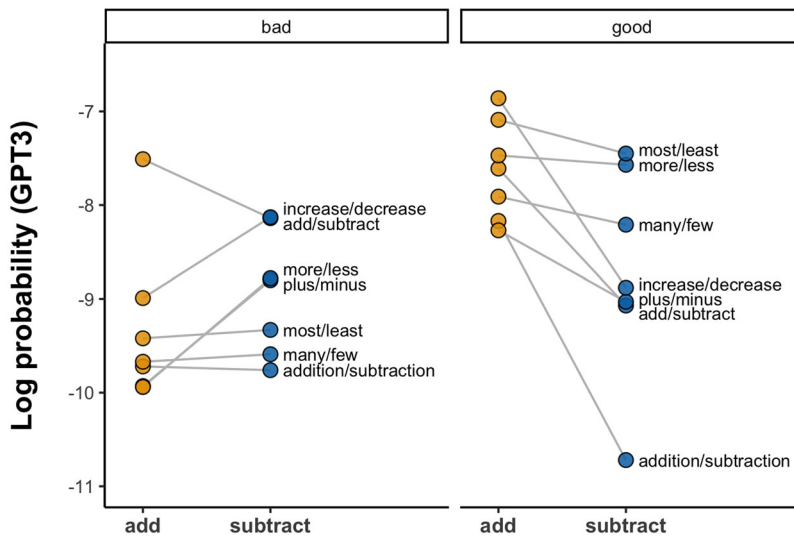 bad
good
Log probability (GPT3)
-7
-8
-9
-10
-11
increase/decrease
add/subtract
more/less
plus/minus
most/least
many/few
addition/subtraction
most/least
more/less
many/few
increase/decrease
plus/minus
add/subtract
addition/subtraction
add
subtract
add
subtract